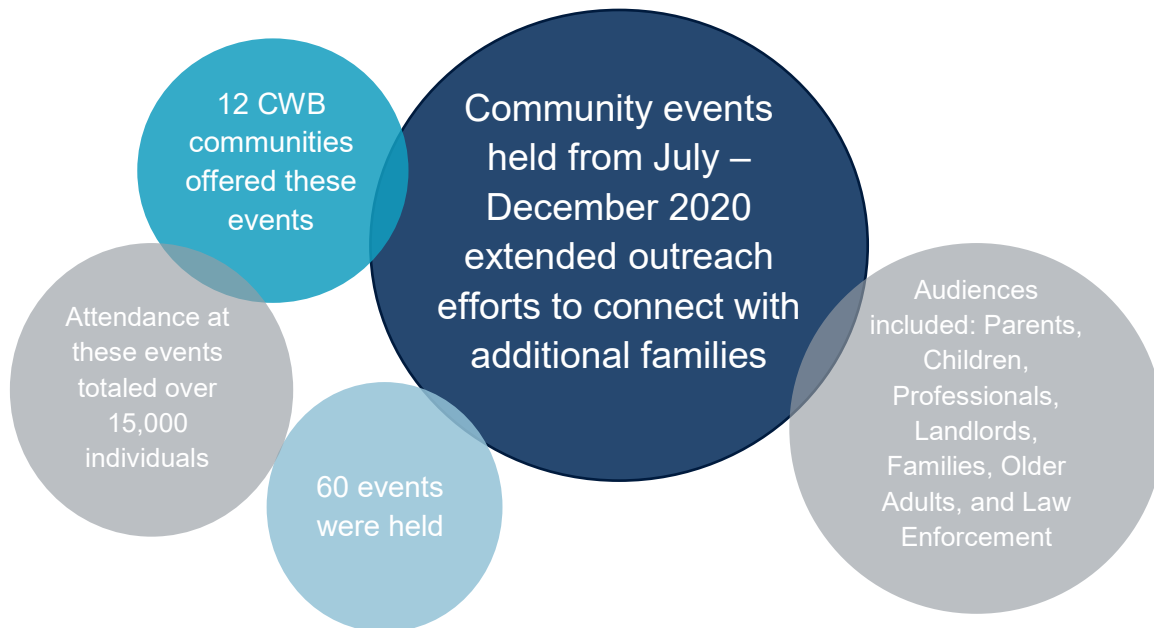 12 CWB
communities
offered these
events
Community events
held from July –
December 2020
extended outreach
efforts to connect with
additional families
Attendance at
these events
totaled over
15,000
individuals
60 events
were held
Audiences
included: Parents,
Children,
Professionals,
Landlords,
Families, Older
Adults, and Law
Enforcement